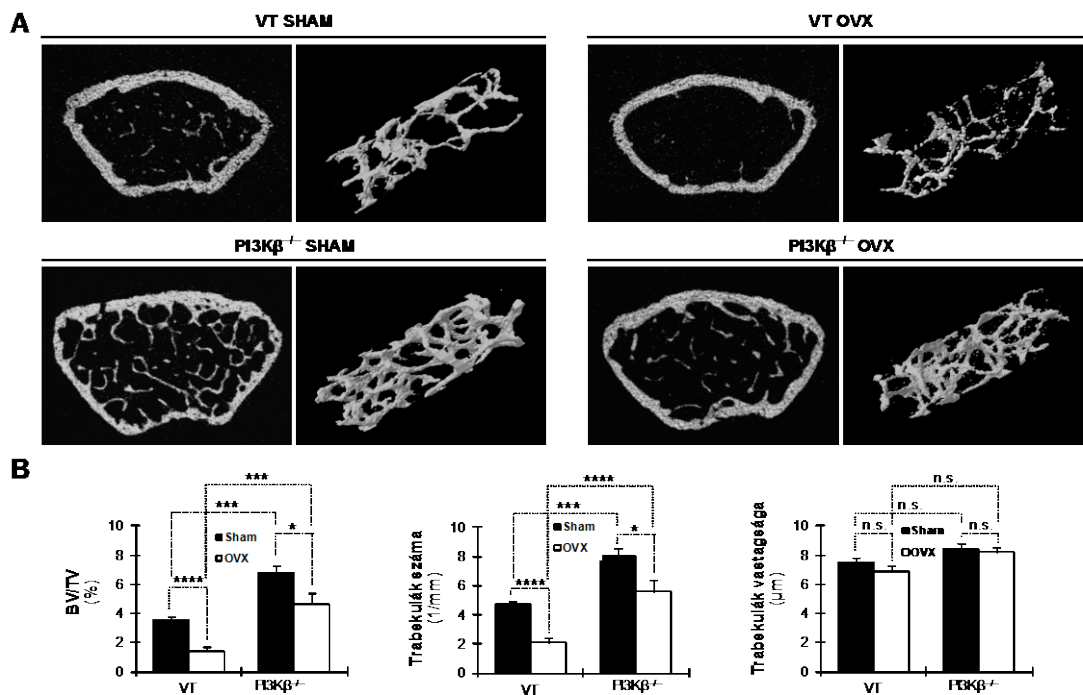 A
VT SHAM
VT OVX
PI3Kβ⁻/⁻ SHAM
PI3Kβ⁻/⁻ OVX
B
***
***
*
****
Sham
OVX
BV/TV
(%)
10
8
6
4
2
0
VT
PI3Kβ⁻/⁻
****
***
*
****
Sham
OVX
Trabekulák száma
(1/mm)
10
8
6
4
2
0
VT
PI3Kβ⁻/⁻
n.s.
n.s.
n.s.
n.s.
Sham
OVX
Trabekulák vastagsága
(µm)
10
8
6
4
2
0
VT
PI3Kβ⁻/⁻